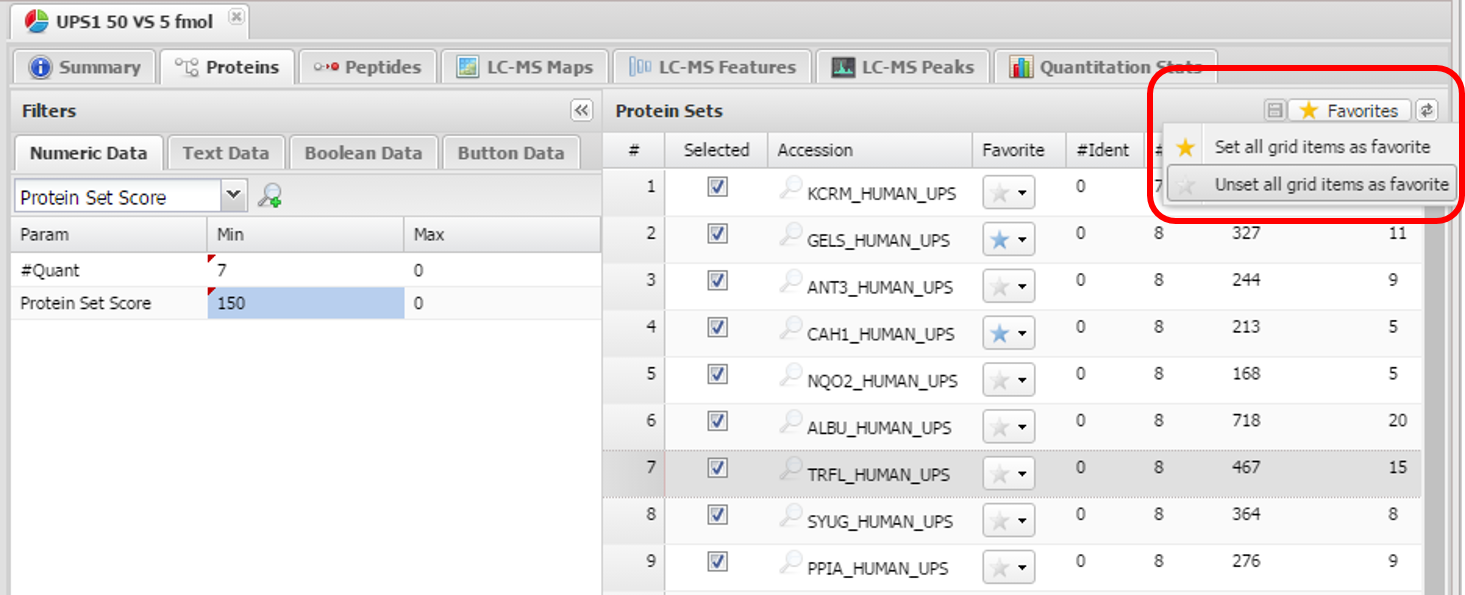 UPS1 50 VS 5 fmol
Summary Proteins Peptides LC-MS Maps LC-MS Features LC-MS Peaks Quantitation Stats
Filters
Numeric Data Text Data Boolean Data Button Data
Protein Set Score
Param Min Max
#Quant 7 0
Protein Set Score 150 0
Protein Sets Favorites
Set all grid items as favorite
Unset all grid items as favorite
# Selected Accession Favorite #Ident #
1 KCRM_HUMAN_UPS 0 7
2 GELS_HUMAN_UPS 0 8 327 11
3 ANT3_HUMAN_UPS 0 8 244 9
4 CAH1_HUMAN_UPS 0 8 213 5
5 NQO2_HUMAN_UPS 0 8 168 5
6 ALBU_HUMAN_UPS 0 8 718 20
7 TRFL_HUMAN_UPS 0 8 467 15
8 SYUG_HUMAN_UPS 0 8 364 8
9 PPIA_HUMAN_UPS 0 8 276 9